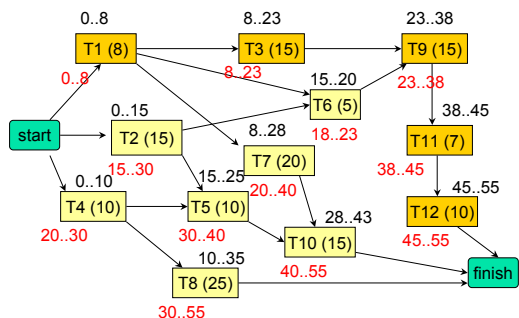 0..8
8..23
23..38
T1 (8)
T3 (15)
T9 (15)
0..8
8..23
15..20
23..38
T6 (5)
0..15
38..45
start
T2 (15)
18..23
T11 (7)
8..28
15..30
T7 (20)
38..45
0..10
15..25
20..40
45..55
T4 (10)
T5 (10)
28..43
T12 (10)
20..30
30..40
T10 (15)
45..55
10..35
40..55
finish
T8 (25)
30..55